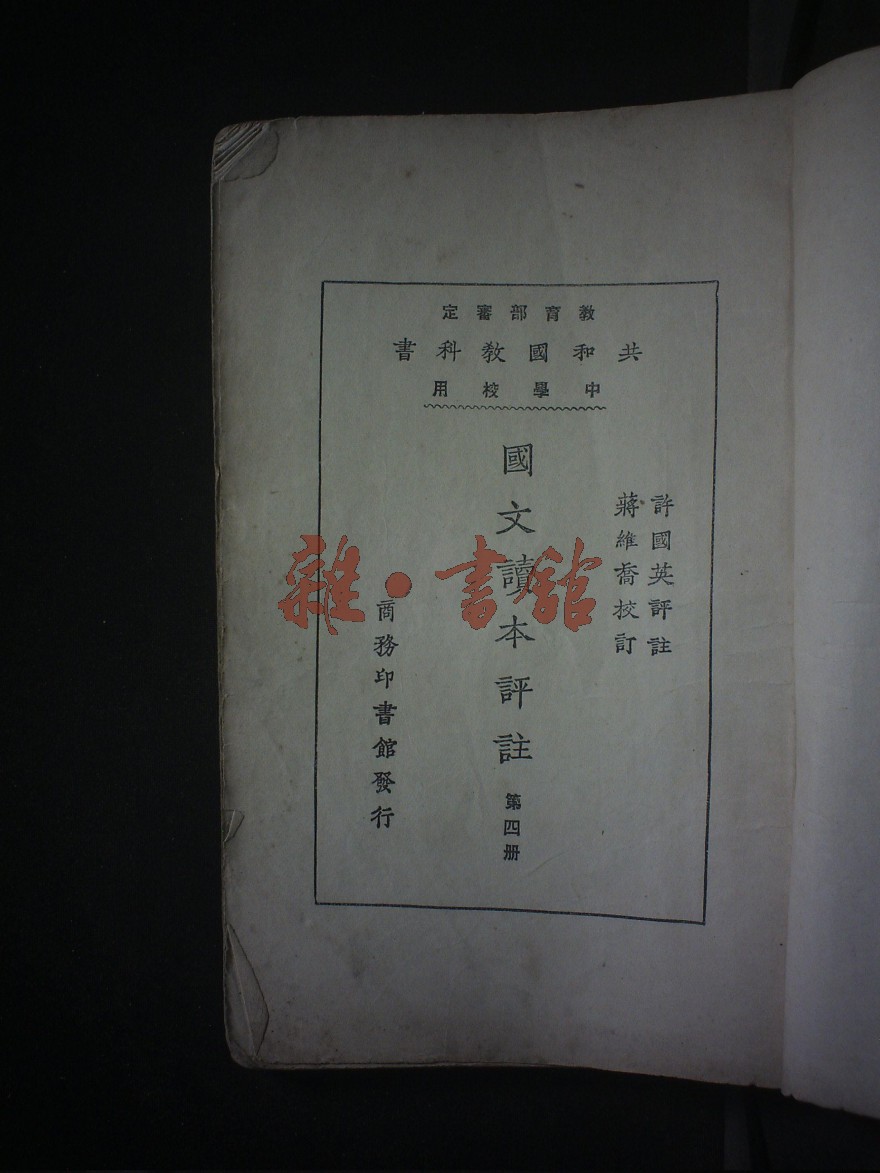 教育部審定
共和國教科書
中學校用
許國英評註
蔣維喬校訂
國文讀本評註 第四册
商務印書館發行
雜·書館